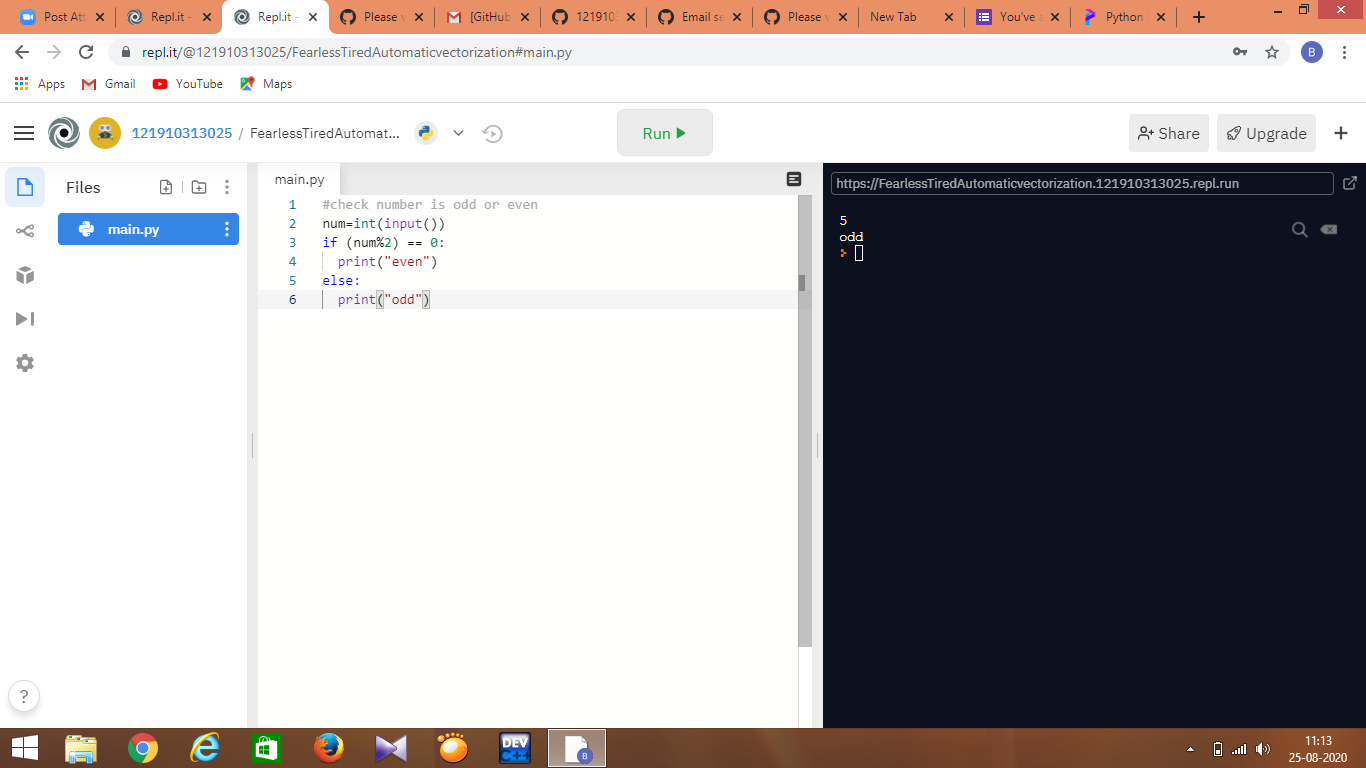 Post Att
Repl.it -
Repl.it -
Please v
[GitHub
121910
Email se
Please v
New Tab
You've a
Python
repl.it/@121910313025/FearlessTiredAutomaticvectorization#main.py
B
Apps
Gmail
YouTube
Maps
121910313025 / FearlessTiredAutomat...
Run
Share
Upgrade
Files
main.py
main.py
https://FearlessTiredAutomaticvectorization.121910313025.repl.run
1 #check number is odd or even
2 num=int(input())
3 if (num%2) == 0:
4 print("even")
5 else:
6 print("odd")
5
odd
?
DEV
C++
B
11:13
25-08-2020